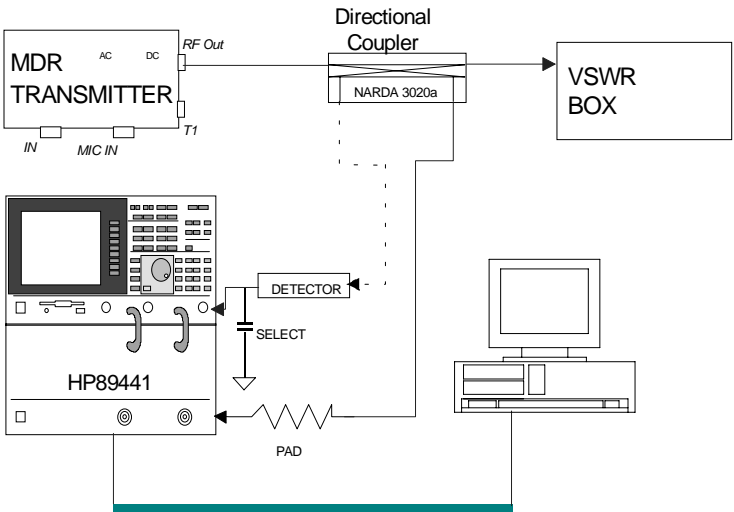 Directional
Coupler
MDR
TRANSMITTER
AC
DC
RF Out
T1
IN
MIC IN
NARDA 3020a
VSWR
BOX
DETECTOR
SELECT
HP89441
PAD